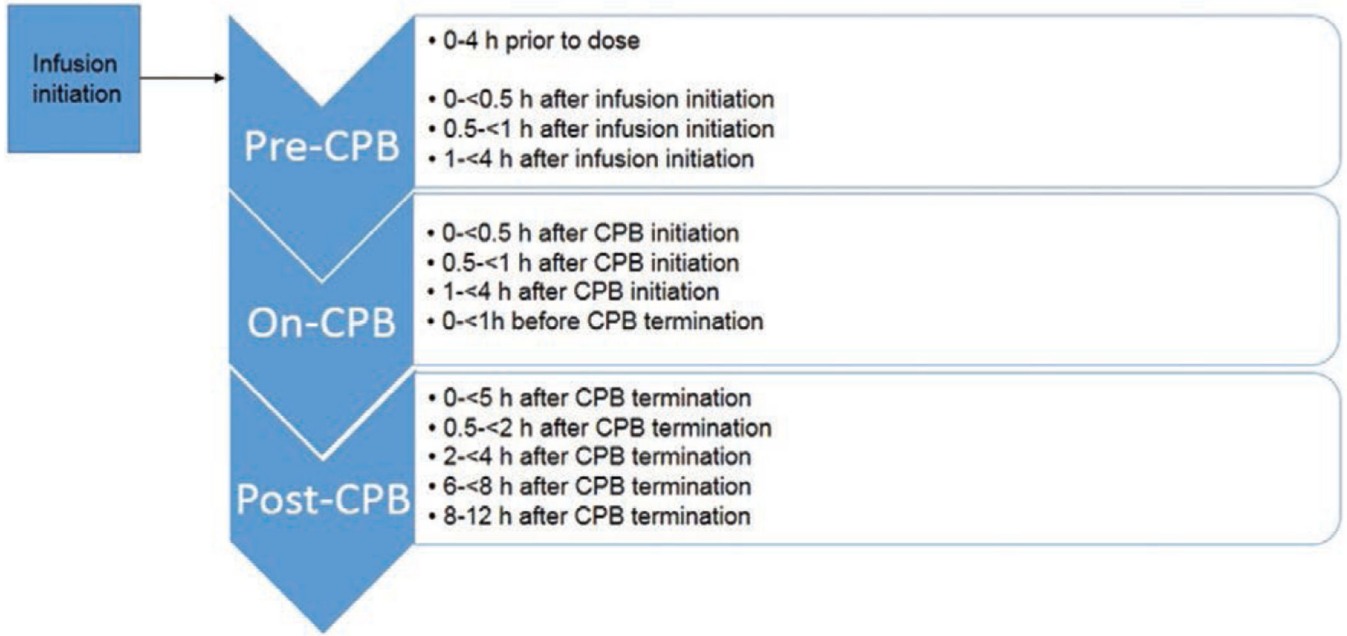 Infusion
initiation
Pre-CPB
• 0-4 h prior to dose
• 0-<0.5 h after infusion initiation
• 0.5-<1 h after infusion initiation
• 1-<4 h after infusion initiation
On-CPB
• 0-<0.5 h after CPB initiation
• 0.5-<1 h after CPB initiation
• 1-<4 h after CPB initiation
• 0-<1h before CPB termination
Post-CPB
• 0-<5 h after CPB termination
• 0.5-<2 h after CPB termination
• 2-<4 h after CPB termination
• 6-<8 h after CPB termination
• 8-12 h after CPB termination